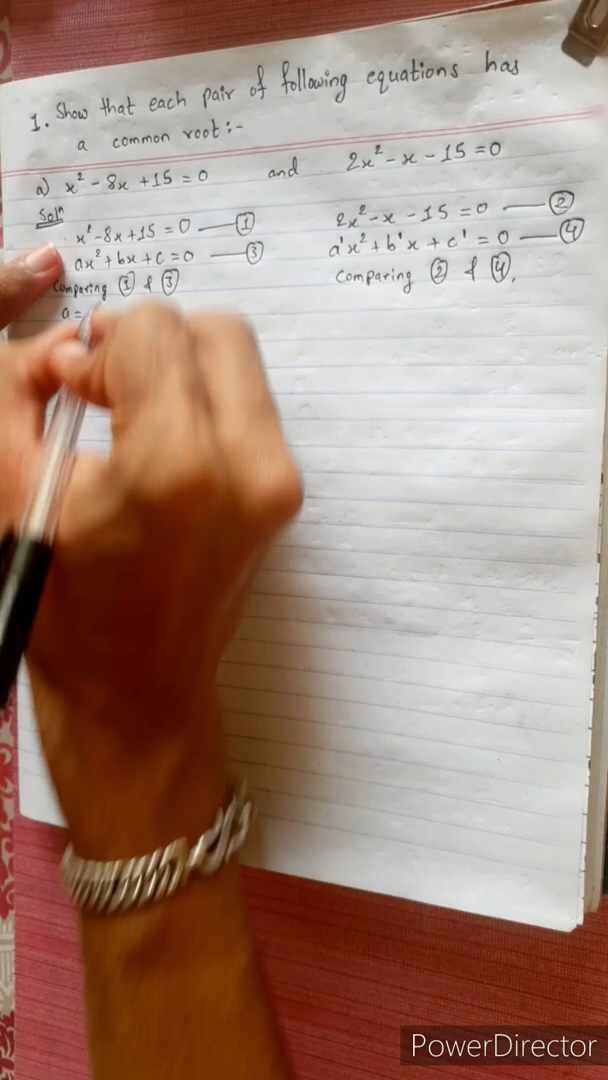 1. Show that each pair of following equations has
a common root:-
a) x² - 8x + 15 = 0 and 2x² - x - 15 = 0
Solⁿ
x² - 8x + 15 = 0 —— ① 2x² - x - 15 = 0 —— ②
ax² + bx + c = 0 —— ③ a'x² + b'x + c' = 0 —— ④
Comparing ① & ③ Comparing ② & ④,
a =
PowerDirector